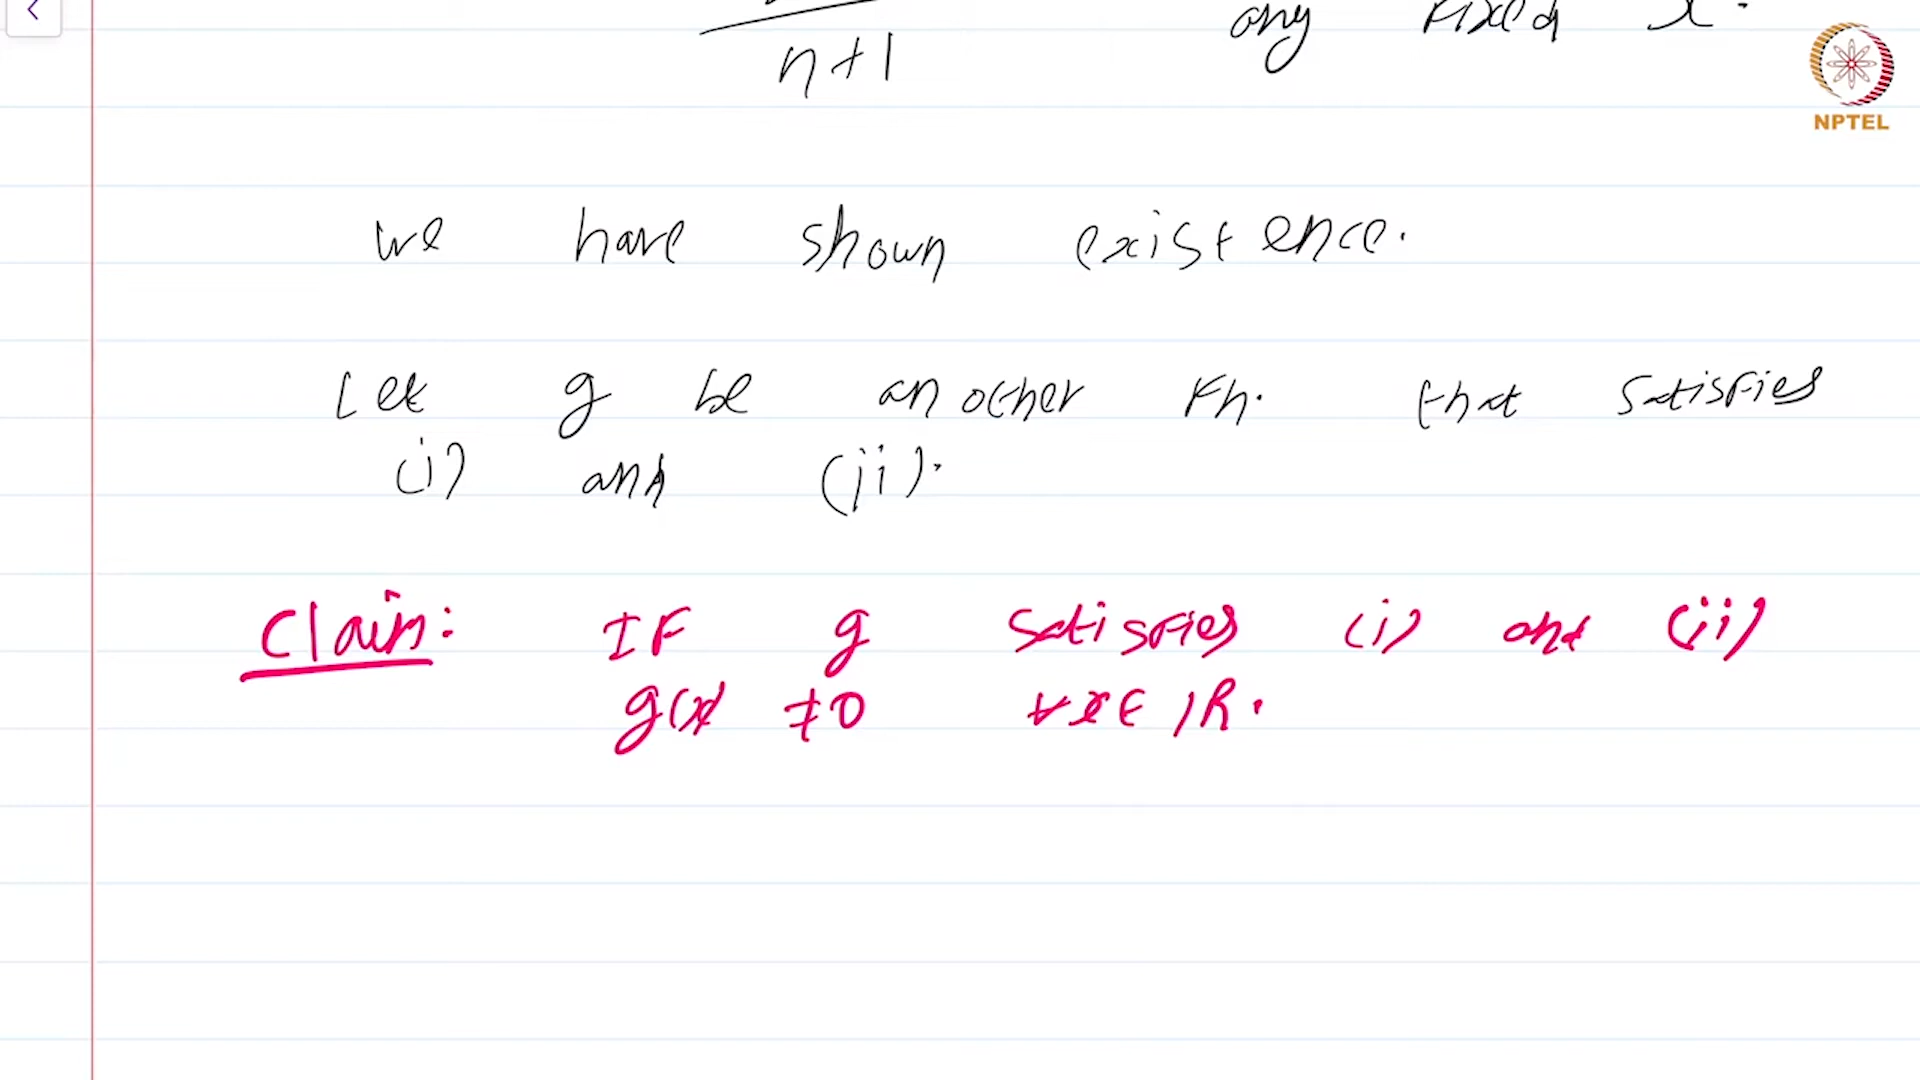 n+1 any fixed x.
NPTEL
we have shown existence.
Let g be another Fn. that satisfies
(i) and (ii).
Claim: IF g satisfies (i) and (ii)
g(x) ≠0 ∀x∈ℝ.